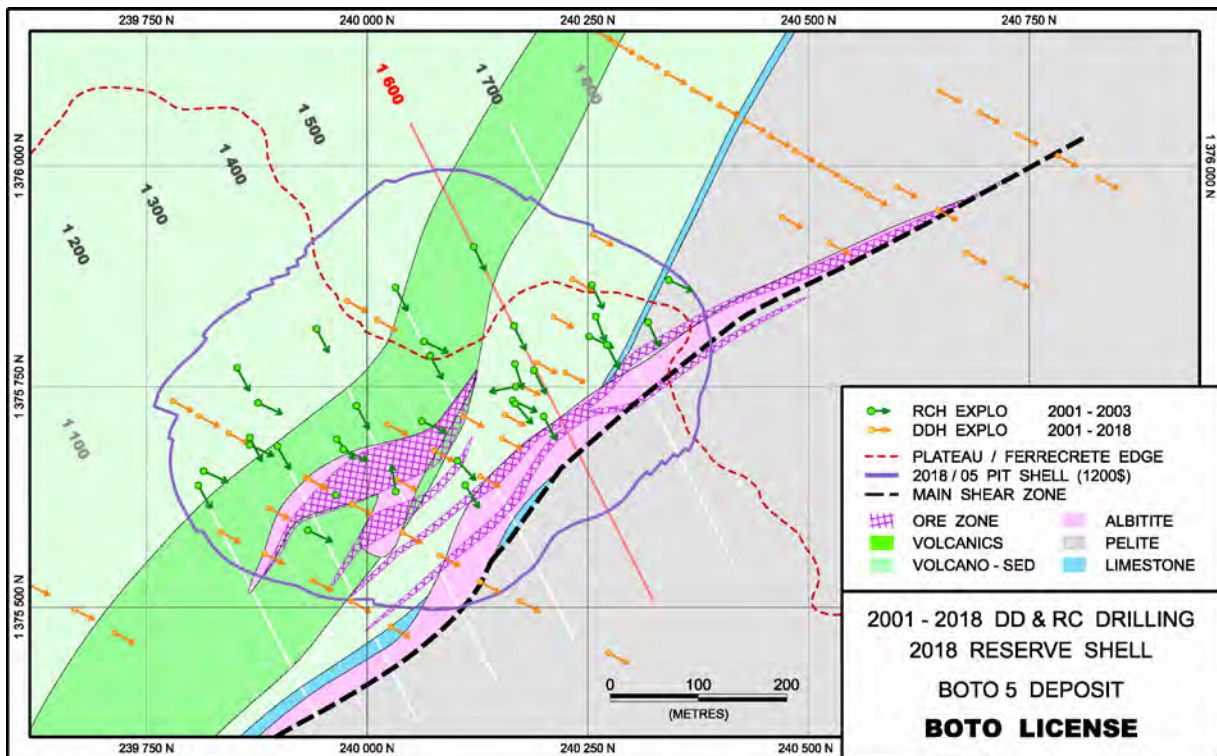 239 750 N 240 000 N 240 250 N 240 500 N 240 750 N
1 376 000 N
1 375 750 N
1 375 500 N
1 376 000 N
1 100
1 200
1 300
1 400
1 500
1 600
1 700
1 800
RCH EXPLO 2001 - 2003
DDH EXPLO 2001 - 2018
PLATEAU / FERRECRETE EDGE
2018 / 05 PIT SHELL (1200$)
MAIN SHEAR ZONE
ORE ZONE ALBITITE
VOLCANICS PELITE
VOLCANO - SED LIMESTONE
0 100 200
(METRES)
2001 - 2018 DD & RC DRILLING
2018 RESERVE SHELL
BOTO 5 DEPOSIT
BOTO LICENSE
239 750 N 240 000 N 240 250 N 240 500 N